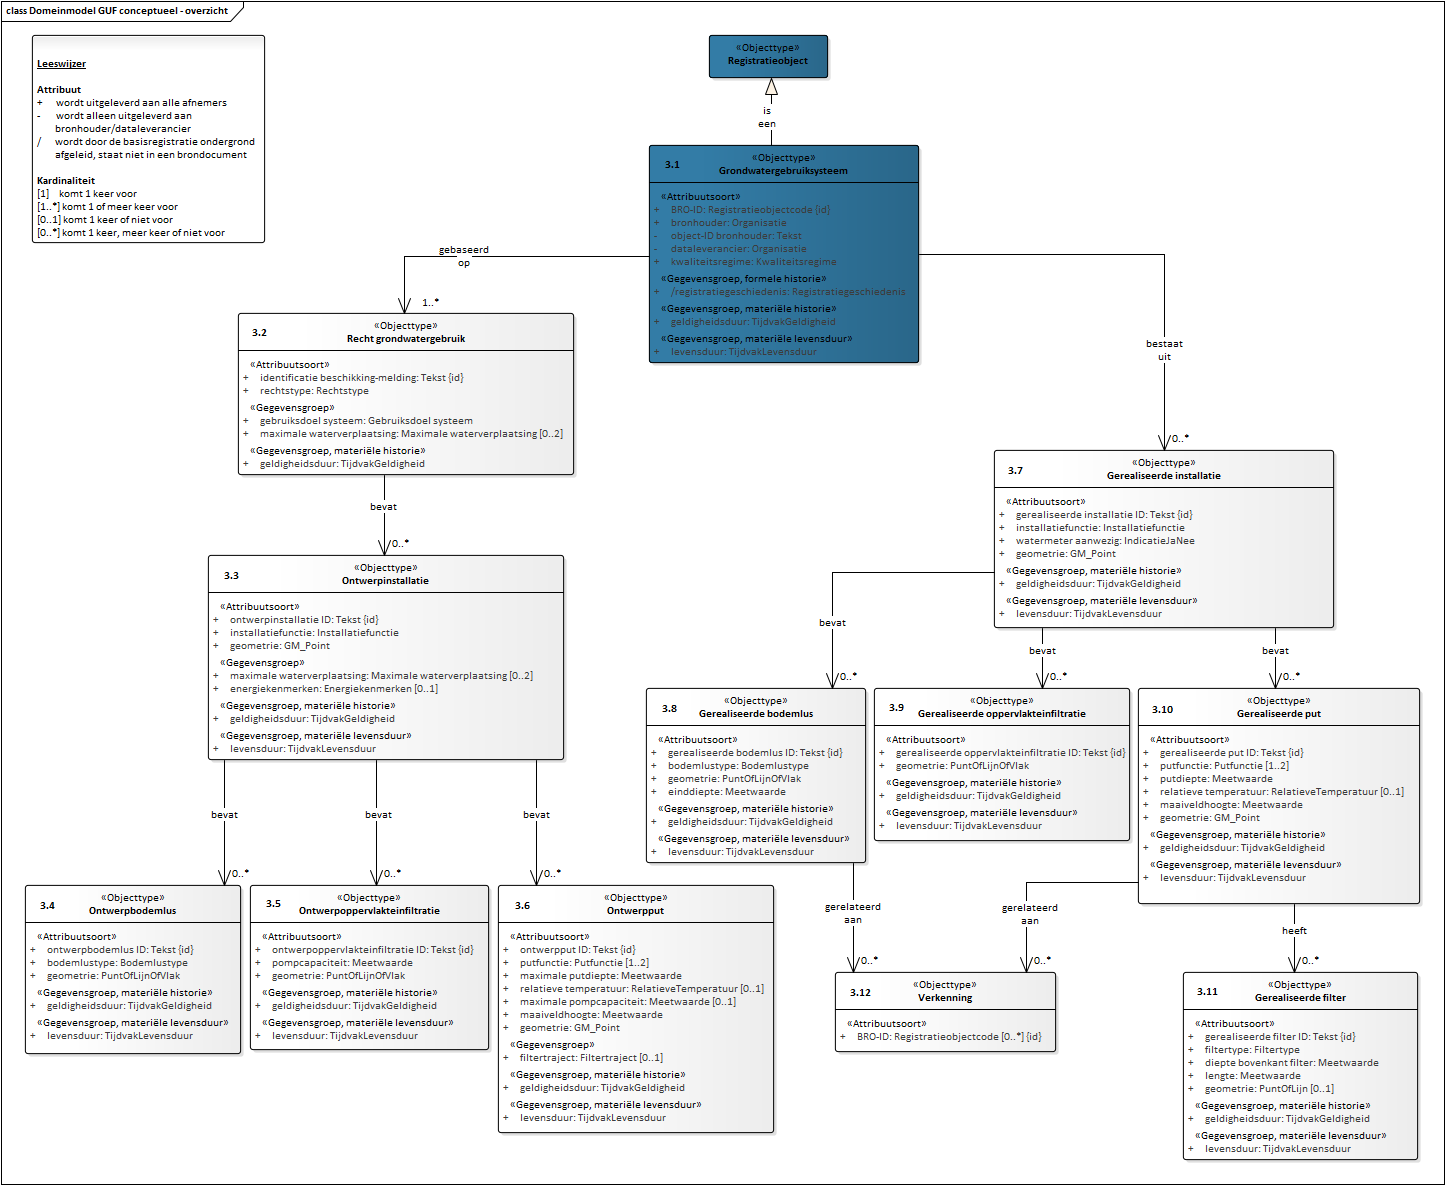 class Domeinmodel GUF conceptueel - overzicht
Leeswijzer
Attribuut
+ wordt uitgeleverd aan alle afnemers
- wordt alleen uitgeleverd aan
bronhouder/dataleverancier
/ wordt door de basisregistratie ondergrond
afgeleid, staat niet in een brondocument
Kardinaliteit
[1] komt 1 keer voor
[1..*] komt 1 of meer keer voor
[0..1] komt 1 keer of niet voor
[0..*] komt 1 keer, meer keer of niet voor
«Objecttype»
Registratieobject
is
een
3.1
«Objecttype»
Grondwatergebruiksysteem
«Attribuutsoort»
+ BRO-ID: Registratieobjectcode {id}
+ bronhouder: Organisatie
- object-ID bronhouder: Tekst
- dataleverancier: Organisatie
+ kwaliteitsregime: Kwaliteitsregime
«Gegevensgroep, formele historie»
+ /registratiegeschiedenis: Registratiegeschiedenis
«Gegevensgroep, materiële historie»
+ geldigheidsduur: TijdvakGeldigheid
«Gegevensgroep, materiële levensduur»
+ levensduur: TijdvakLevensduur
gebaseerd
op
1..*
bestaat
uit
0..*
3.2
«Objecttype»
Recht grondwatergebruik
«Attribuutsoort»
+ identificatie beschikking-melding: Tekst {id}
+ rechtstype: Rechtstype
«Gegevensgroep»
+ gebruiksdoel systeem: Gebruiksdoel systeem
+ maximale waterverplaatsing: Maximale waterverplaatsing [0..2]
«Gegevensgroep, materiële historie»
+ geldigheidsduur: TijdvakGeldigheid
bevat
0..*
3.3
«Objecttype»
Ontwerpinstallatie
«Attribuutsoort»
+ ontwerpinstallatie ID: Tekst {id}
+ installatiefunctie: Installatiefunctie
+ geometrie: GM_Point
«Gegevensgroep»
+ maximale waterverplaatsing: Maximale waterverplaatsing [0..2]
+ energiekenmerken: Energiekenmerken [0..1]
«Gegevensgroep, materiële historie»
+ geldigheidsduur: TijdvakGeldigheid
«Gegevensgroep, materiële levensduur»
+ levensduur: TijdvakLevensduur
bevat
0..*
bevat
0..*
bevat
0..*
3.4
«Objecttype»
Ontwerpbodemlus
«Attribuutsoort»
+ ontwerpbodemlus ID: Tekst {id}
+ bodemlustype: Bodemlustype
+ geometrie: PuntOfLijnOfVlak
«Gegevensgroep, materiële historie»
+ geldigheidsduur: TijdvakGeldigheid
«Gegevensgroep, materiële levensduur»
+ levensduur: TijdvakLevensduur
3.5
«Objecttype»
Ontwerpoppervlakteinfiltratie
«Attribuutsoort»
+ ontwerpoppervlakteinfiltratie ID: Tekst {id}
+ pompcapaciteit: Meetwaarde
+ geometrie: PuntOfLijnOfVlak
«Gegevensgroep, materiële historie»
+ geldigheidsduur: TijdvakGeldigheid
«Gegevensgroep, materiële levensduur»
+ levensduur: TijdvakLevensduur
3.6
«Objecttype»
Ontwerpput
«Attribuutsoort»
+ ontwerpput ID: Tekst {id}
+ putfunctie: Putfunctie [1..2]
+ maximale putdiepte: Meetwaarde
+ relatieve temperatuur: RelatieveTemperatuur [0..1]
+ maximale pompcapaciteit: Meetwaarde [0..1]
+ maaiveldhoogte: Meetwaarde
+ geometrie: GM_Point
«Gegevensgroep»
+ filtertraject: Filtertraject [0..1]
«Gegevensgroep, materiële historie»
+ geldigheidsduur: TijdvakGeldigheid
«Gegevensgroep, materiële levensduur»
+ levensduur: TijdvakLevensduur
3.7
«Objecttype»
Gerealiseerde installatie
«Attribuutsoort»
+ gerealiseerde installatie ID: Tekst {id}
+ installatiefunctie: Installatiefunctie
+ watermeter aanwezig: IndicatieJaNee
+ geometrie: GM_Point
«Gegevensgroep, materiële historie»
+ geldigheidsduur: TijdvakGeldigheid
«Gegevensgroep, materiële levensduur»
+ levensduur: TijdvakLevensduur
bevat
0..*
bevat
0..*
bevat
0..*
3.8
«Objecttype»
Gerealiseerde bodemlus
«Attribuutsoort»
+ gerealiseerde bodemlus ID: Tekst {id}
+ bodemlustype: Bodemlustype
+ geometrie: PuntOfLijnOfVlak
+ einddiepte: Meetwaarde
«Gegevensgroep, materiële historie»
+ geldigheidsduur: TijdvakGeldigheid
«Gegevensgroep, materiële levensduur»
+ levensduur: TijdvakLevensduur
3.9
«Objecttype»
Gerealiseerde oppervlakteinfiltratie
«Attribuutsoort»
+ gerealiseerde oppervlakteinfiltratie ID: Tekst {id}
+ geometrie: PuntOfLijnOfVlak
«Gegevensgroep, materiële historie»
+ geldigheidsduur: TijdvakGeldigheid
«Gegevensgroep, materiële levensduur»
+ levensduur: TijdvakLevensduur
3.10
«Objecttype»
Gerealiseerde put
«Attribuutsoort»
+ gerealiseerde put ID: Tekst {id}
+ putfunctie: Putfunctie [1..2]
+ putdiepte: Meetwaarde
+ relatieve temperatuur: RelatieveTemperatuur [0..1]
+ maaiveldhoogte: Meetwaarde
+ geometrie: GM_Point
«Gegevensgroep, materiële historie»
+ geldigheidsduur: TijdvakGeldigheid
«Gegevensgroep, materiële levensduur»
+ levensduur: TijdvakLevensduur
gerelateerd
aan
0..*
gerelateerd
aan
0..*
heeft
0..*
3.12
«Objecttype»
Verkenning
«Attribuutsoort»
+ BRO-ID: Registratieobjectcode [0..*] {id}
3.11
«Objecttype»
Gerealiseerde filter
«Attribuutsoort»
+ gerealiseerde filter ID: Tekst {id}
+ filtertype: Filtertype
+ diepte bovenkant filter: Meetwaarde
+ lengte: Meetwaarde
+ geometrie: PuntOfLijn [0..1]
«Gegevensgroep, materiële historie»
+ geldigheidsduur: TijdvakGeldigheid
«Gegevensgroep, materiële levensduur»
+ levensduur: TijdvakLevensduur